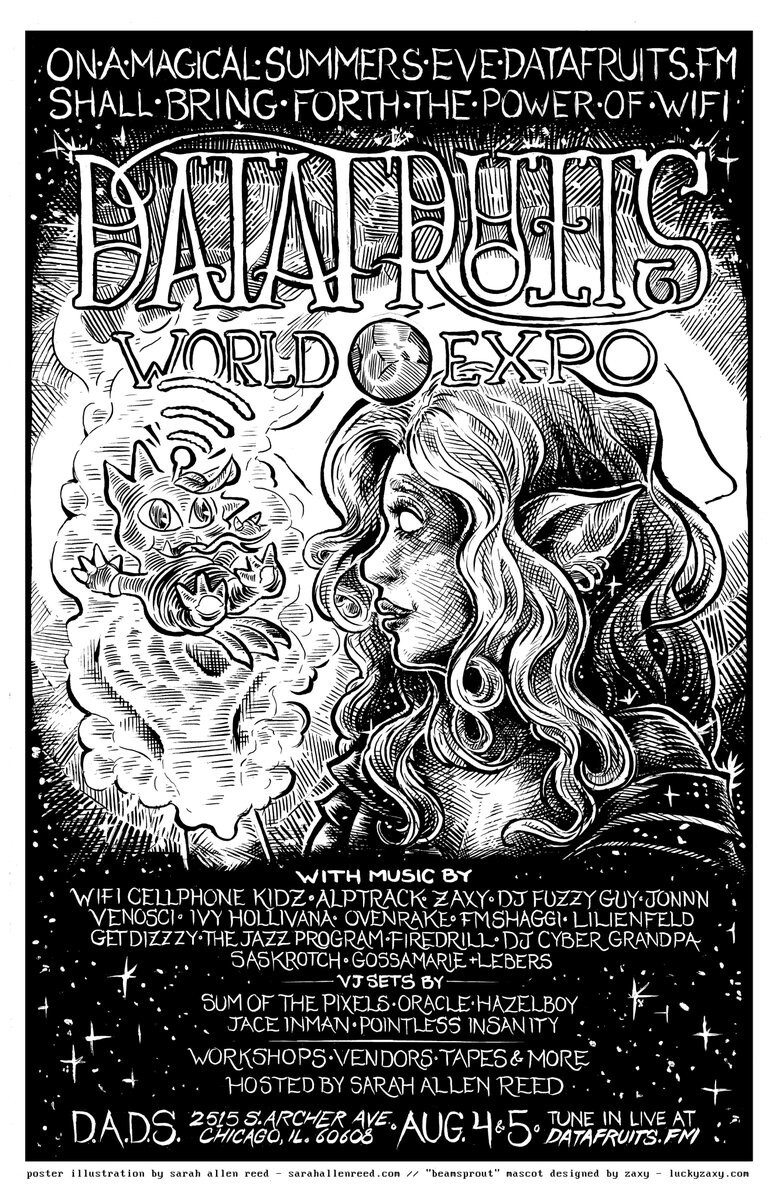 ON·A·MAGICAL·SUMMERS·EVE·DATAFRUITS.FM
SHALL·BRING·FORTH·THE·POWER·OF·WIFI
DATAFRUITS
WORLD EXPO
WITH MUSIC BY
WIFI CELLPHONE KIDZ·ALPTRACK·ZAXY·DJ FUZZY GUY·JONNN
VENOSCI·IVY HOLLIVANA·OVENRAKE·FMSHAGGI·LILIENFELD
GETDIZZZY·THE JAZZ PROGRAM·FIREDRILL·DJ CYBER GRANDPA
SASKROTCH·GOSSAMARIE+LEBERS
VJ SETS BY
SUM OF THE PIXELS·ORACLE·HAZELBOY
JACE INMAN·POINTLESS INSANITY
WORKSHOPS·VENDORS·TAPES & MORE
HOSTED BY SARAH ALLEN REED
D.A.D.S. 2515 S. ARCHER AVE.
CHICAGO, IL. 60608
·AUG. 4&5·
TUNE IN LIVE AT
DATAFRUITS.FM
poster illustration by sarah allen reed - sarahallenreed.com // "beamsprout" mascot designed by zaxy - luckyzaxy.com